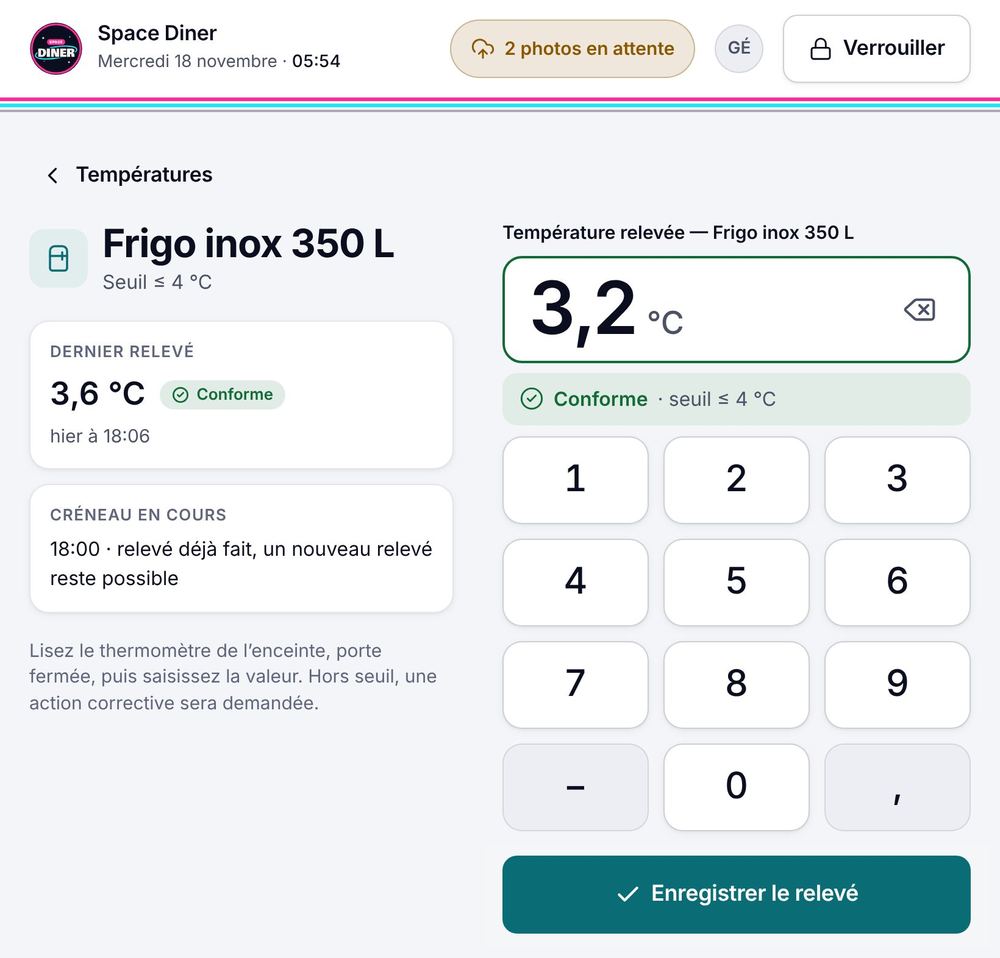 SPACE
DINER
Space Diner
Mercredi 18 novembre · 05:54
2 photos en attente
GÉ
Verrouiller
Températures
Frigo inox 350 L
Seuil ≤ 4 °C
DERNIER RELEVÉ
3,6 °C
Conforme
hier à 18:06
CRÉNEAU EN COURS
18:00 · relevé déjà fait, un nouveau relevé
reste possible
Lisez le thermomètre de l’enceinte, porte
fermée, puis saisissez la valeur. Hors seuil, une
action corrective sera demandée.
Température relevée — Frigo inox 350 L
3,2 °C
Conforme · seuil ≤ 4 °C
1 2 3
4 5 6
7 8 9
– 0 ,
Enregistrer le relevé